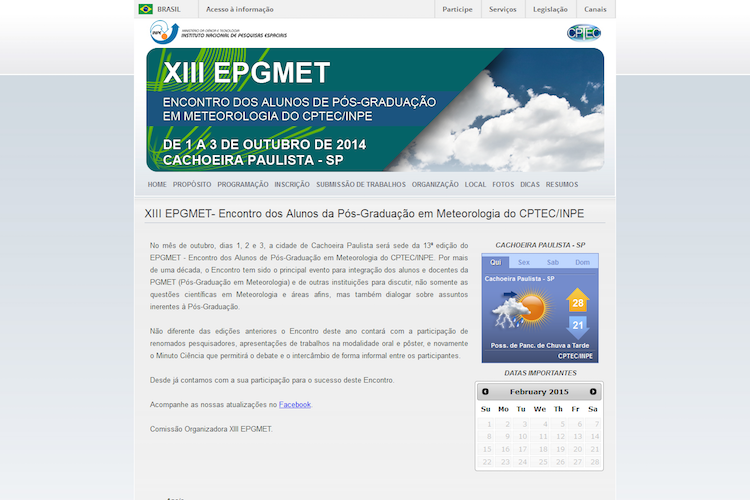 BRASIL
Acesso à informação
Participe
Serviços
Legislação
Canais
INSTITUTO NACIONAL DE PESQUISAS ESPACIAIS
CPTEC
XIII EPGMET
ENCONTRO DOS ALUNOS DE PÓS-GRADUAÇÃO
EM METEOROLOGIA DO CPTEC/INPE
DE 1 A 3 DE OUTUBRO DE 2014
CACHOEIRA PAULISTA - SP
HOME PROPÓSITO PROGRAMAÇÃO INSCRIÇÃO SUBMISSÃO DE TRABALHOS ORGANIZAÇÃO LOCAL FOTOS DICAS RESUMOS
XIII EPGMET- Encontro dos Alunos da Pós-Graduação em Meteorologia do CPTEC/INPE
No mês de outubro, dias 1, 2 e 3, a cidade de Cachoeira Paulista será sede da 13ª edição do
EPGMET - Encontro dos Alunos de Pós-Graduação em Meteorologia do CPTEC/INPE. Por mais
de uma década, o Encontro tem sido o principal evento para integração dos alunos e docentes da
PGMET (Pós-Graduação em Meteorologia) e de outras instituições para discutir, não somente as
questões científicas em Meteorologia e áreas afins, mas também dialogar sobre assuntos
inerentes à Pós-Graduação.
Não diferente das edições anteriores o Encontro deste ano contará com a participação de
renomados pesquisadores, apresentações de trabalhos na modalidade oral e pôster, e novamente
o Minuto Ciência que permitirá o debate e o intercâmbio de forma informal entre os participantes.
Desde já contamos com a sua participação para o sucesso deste Encontro.
Acompanhe as nossas atualizações no Facebook.
Comissão Organizadora XIII EPGMET.
CACHOEIRA PAULISTA - SP
Qui Sex Sab Dom
Cachoeira Paulista - SP
28
21
Poss. de Panc. de Chuva a Tarde
CPTEC/INPE
DATAS IMPORTANTES
February 2015
Su Mo Tu We Th Fr Sa
1 2 3 4 5 6 7
8 9 10 11 12 13 14
15 16 17 18 19 20 21
22 23 24 25 26 27 28